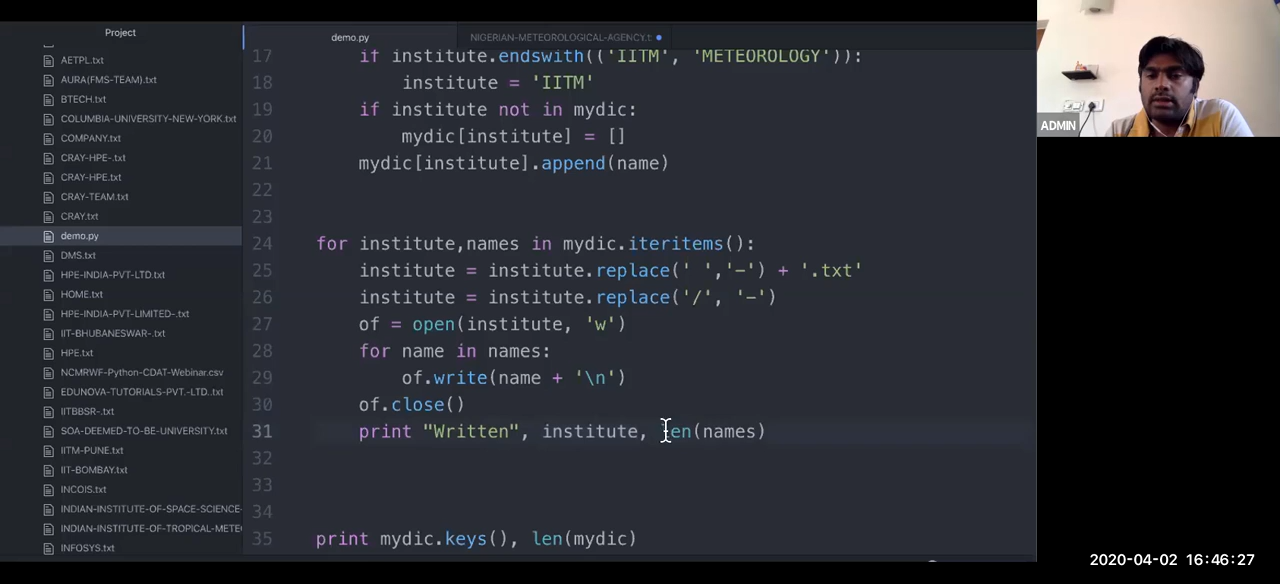 Project
AETPL.txt
AURA(FMS-TEAM).txt
BTECH.txt
COLUMBIA-UNIVERSITY-NEW-YORK.txt
COMPANY.txt
CRAY-HPE-.txt
CRAY-HPE.txt
CRAY-TEAM.txt
CRAY.txt
demo.py
DMS.txt
HPE-INDIA-PVT-LTD.txt
HOME.txt
HPE-INDIA-PVT-LIMITED-.txt
IIT-BHUBANESWAR-.txt
HPE.txt
NCMRWF-Python-CDAT-Webinar.csv
EDUNOVA-TUTORIALS-PVT.-LTD..txt
IITBBSR-.txt
SOA-DEEMED-TO-BE-UNIVERSITY.txt
IITM-PUNE.txt
IIT-BOMBAY.txt
INCOIS.txt
INDIAN-INSTITUTE-OF-SPACE-SCIENCE-
INDIAN-INSTITUTE-OF-TROPICAL-METE
INFOSYS.txt
demo.py
NIGERIAN-METEOROLOGICAL-AGENCY.t
17 if institute.endswith(('IITM', 'METEOROLOGY')):
18 institute = 'IITM'
19 if institute not in mydic:
20 mydic[institute] = []
21 mydic[institute].append(name)
22
23
24 for institute,names in mydic.iteritems():
25 institute = institute.replace(' ','-') + '.txt'
26 institute = institute.replace('/', '-')
27 of = open(institute, 'w')
28 for name in names:
29 of.write(name + '\n')
30 of.close()
31 print "Written", institute, len(names)
32
33
34
35 print mydic.keys(), len(mydic)
ADMIN
2020-04-02 16:46:27